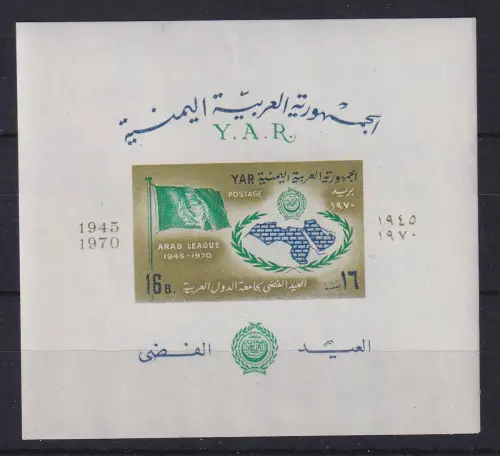 الجمهورية العربية اليمنية
Y.A.R
الجمهورية العربية اليمنية YAR
POSTAGE بريد
١٩٧٠
1945
1970
ARAB LEAGUE
1945-1970
١٩٤٥
١٩٧٠
العيد الفضي لجامعة الدول العربية
16 B. ١٦
العيد الفضى